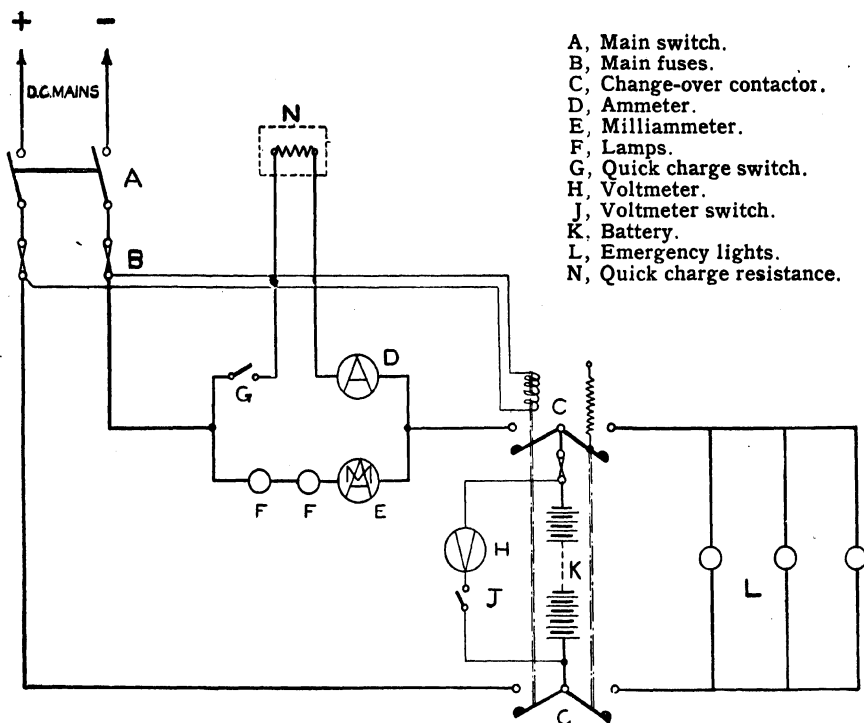 + -
D.C.MAINS
A
B
N
G
A
D
F
F
MA
E
C
H
V
J
K
L
C
A, Main switch.
B, Main fuses.
C, Change-over contactor.
D, Ammeter.
E, Milliammeter.
F, Lamps.
G, Quick charge switch.
H, Voltmeter.
J, Voltmeter switch.
K, Battery.
L, Emergency lights.
N, Quick charge resistance.